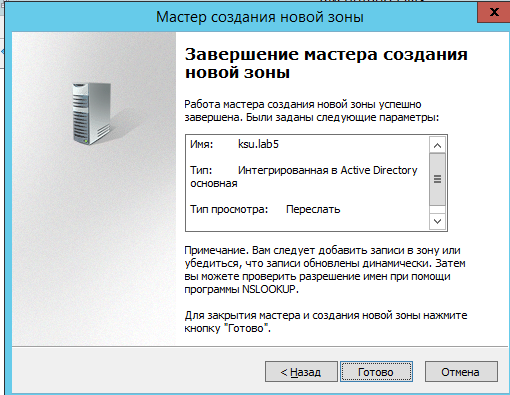 Мастер создания новой зоны
x
Завершение мастера создания
новой зоны
Работа мастера создания новой зоны успешно
завершена. Были заданы следующие параметры:
Имя: ksu.lab5
Тип: Интегрированная в Active Directory
основная
Тип просмотра: Переслать
Примечание. Вам следует добавить записи в зону или
убедиться, что записи обновлены динамически. Затем
вы можете проверить разрешение имен при помощи
программы NSLOOKUP.
Для закрытия мастера и создания новой зоны нажмите
кнопку "Готово".
< Назад Готово Отмена